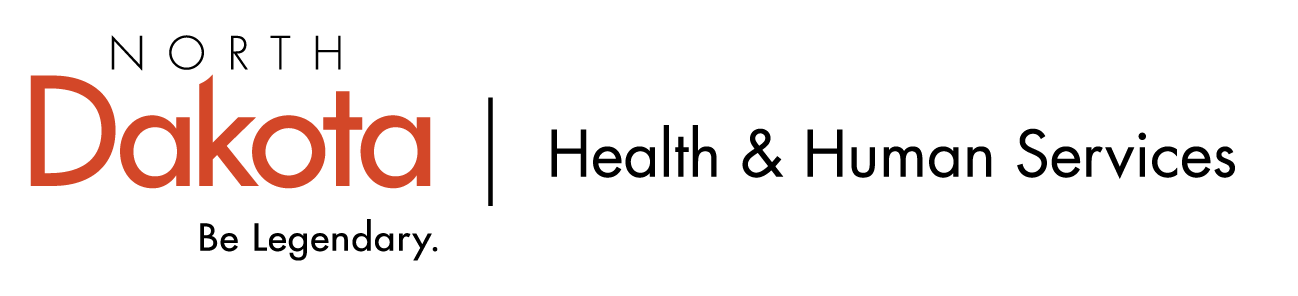 NORTH
Dakota
Be Legendary.
Health & Human Services